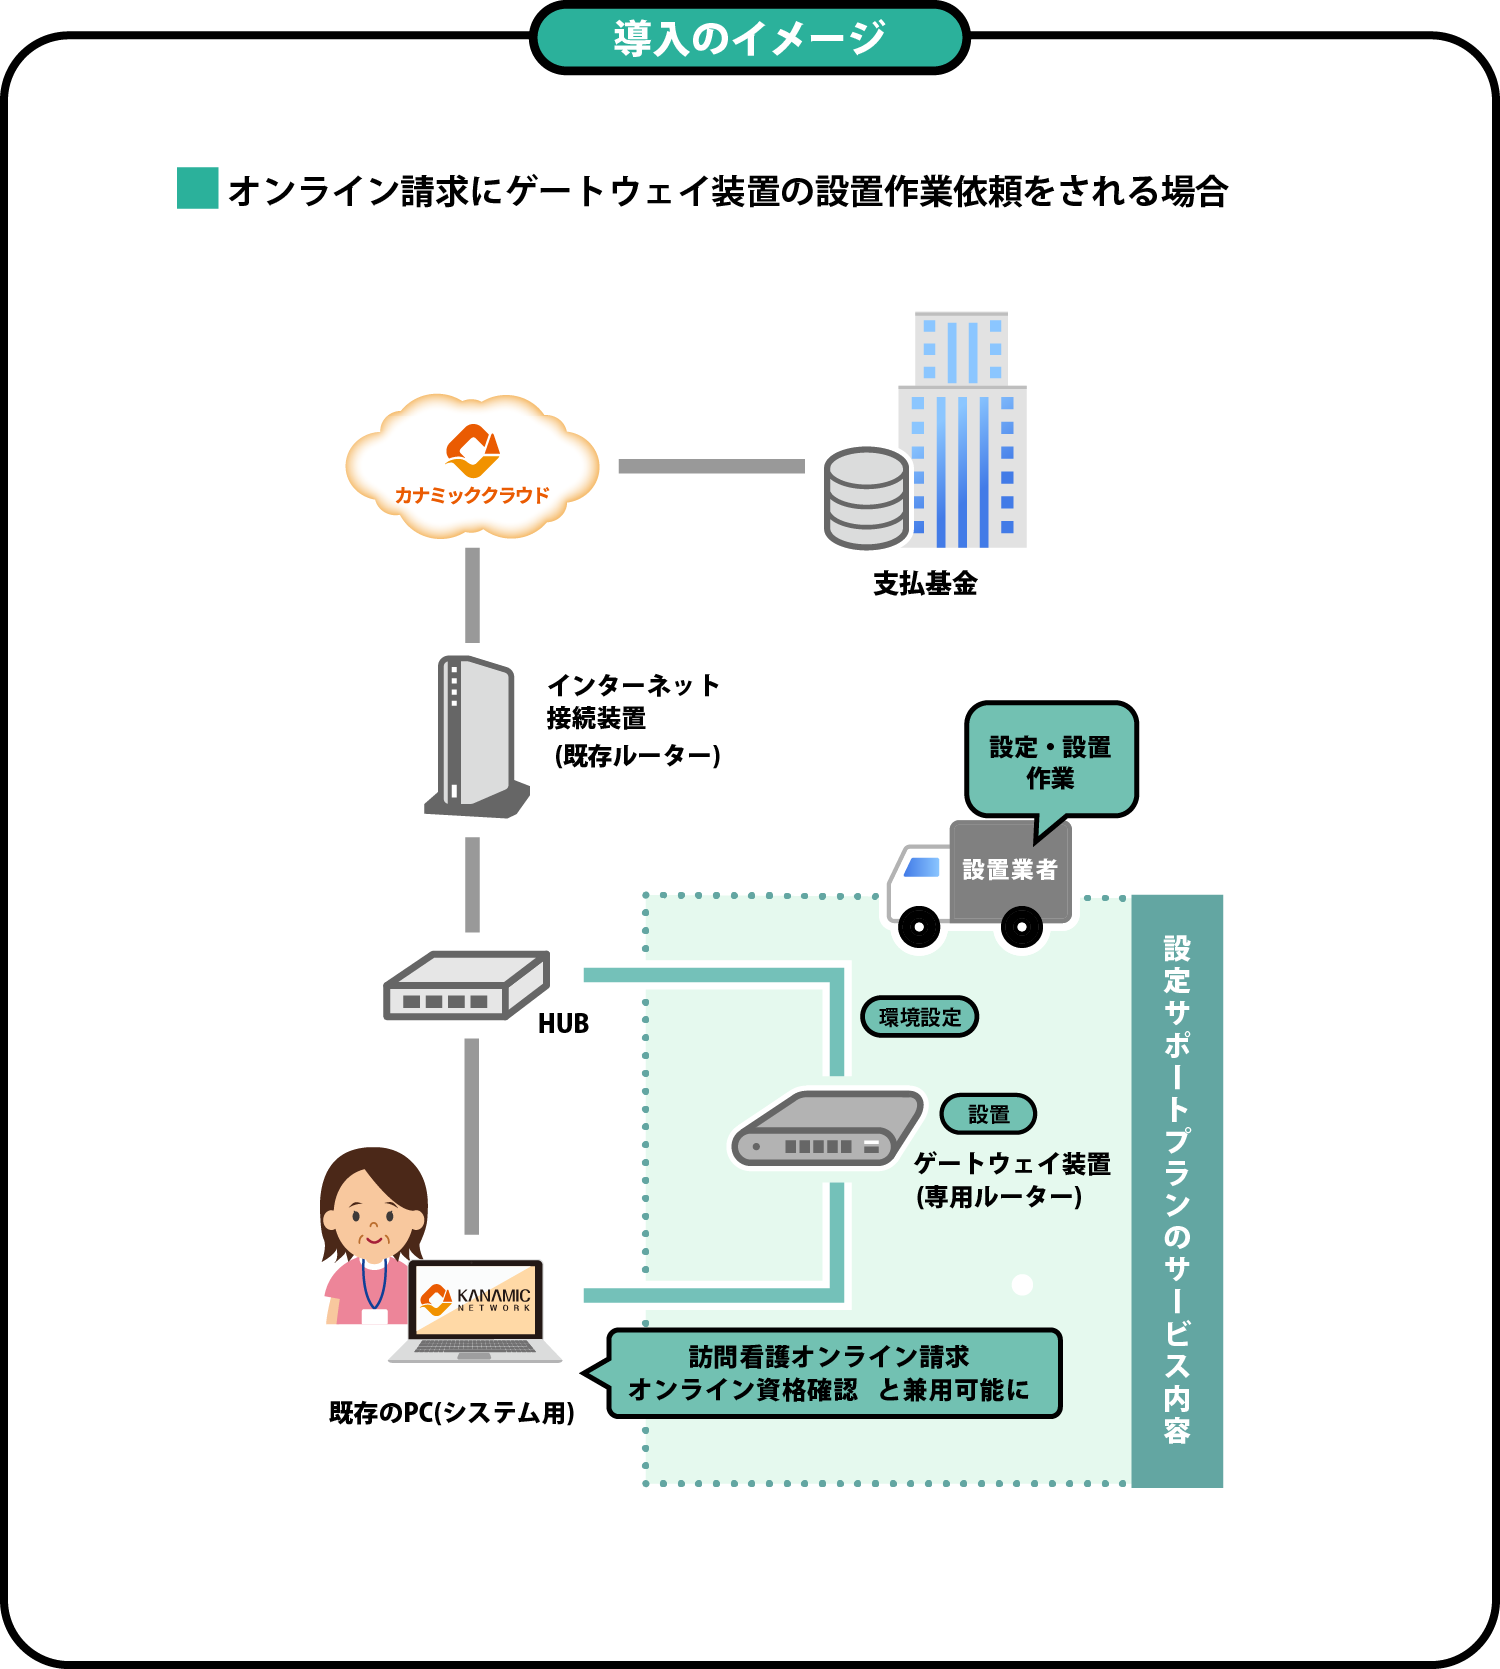 導入のイメージ
オンライン請求にゲートウェイ装置の設置作業依頼をされる場合
カナミッククラウド
支払基金
インターネット
接続装置
(既存ルーター)
設定・設置
作業
設置業者
設定サポートプランのサービス内容
HUB
環境設定
設置
ゲートウェイ装置
(専用ルーター)
KANAMIC
NETWORK
訪問看護オンライン請求
オンライン資格確認 と兼用可能に
既存のPC(システム用)